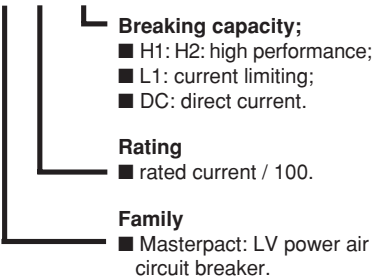 Breaking capacity;
■ H1: H2: high performance;
■ L1: current limiting;
■ DC: direct current.
Rating
■ rated current / 100.
Family
■ Masterpact: LV power air
circuit breaker.